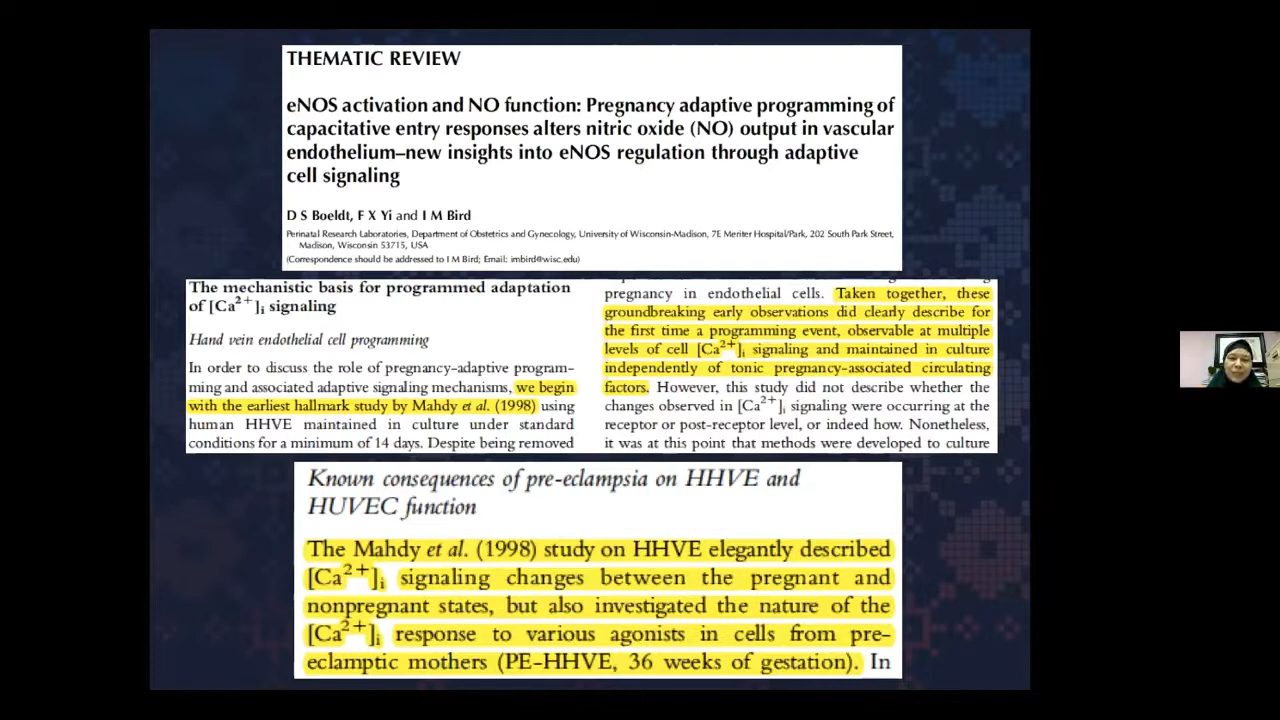 THEMATIC REVIEW
eNOS activation and NO function: Pregnancy adaptive programming of
capacitative entry responses alters nitric oxide (NO) output in vascular
endothelium–new insights into eNOS regulation through adaptive
cell signaling
D S Boeldt, F X Yi and I M Bird
Perinatal Research Laboratories, Department of Obstetrics and Gynecology, University of Wisconsin-Madison, 7E Meriter Hospital/Park, 202 South Park Street,
Madison, Wisconsin 53715, USA
(Correspondence should be addressed to I M Bird; Email: imbird@wisc.edu)
The mechanistic basis for programmed adaptation
of [Ca2+]i signaling
Hand vein endothelial cell programming
In order to discuss the role of pregnancy-adaptive program-
ming and associated adaptive signaling mechanisms, we begin
with the earliest hallmark study by Mahdy et al. (1998) using
human HHVE maintained in culture under standard
conditions for a minimum of 14 days. Despite being removed
pregnancy in endothelial cells. Taken together, these
groundbreaking early observations did clearly describe for
the first time a programming event, observable at multiple
levels of cell [Ca2+]i signaling and maintained in culture
independently of tonic pregnancy-associated circulating
factors. However, this study did not describe whether the
changes observed in [Ca2+]i signaling were occurring at the
receptor or post-receptor level, or indeed how. Nonetheless,
it was at this point that methods were developed to culture
Known consequences of pre-eclampsia on HHVE and
HUVEC function
The Mahdy et al. (1998) study on HHVE elegantly described
[Ca2+]i signaling changes between the pregnant and
nonpregnant states, but also investigated the nature of the
[Ca2+]i response to various agonists in cells from pre-
eclamptic mothers (PE-HHVE, 36 weeks of gestation). In